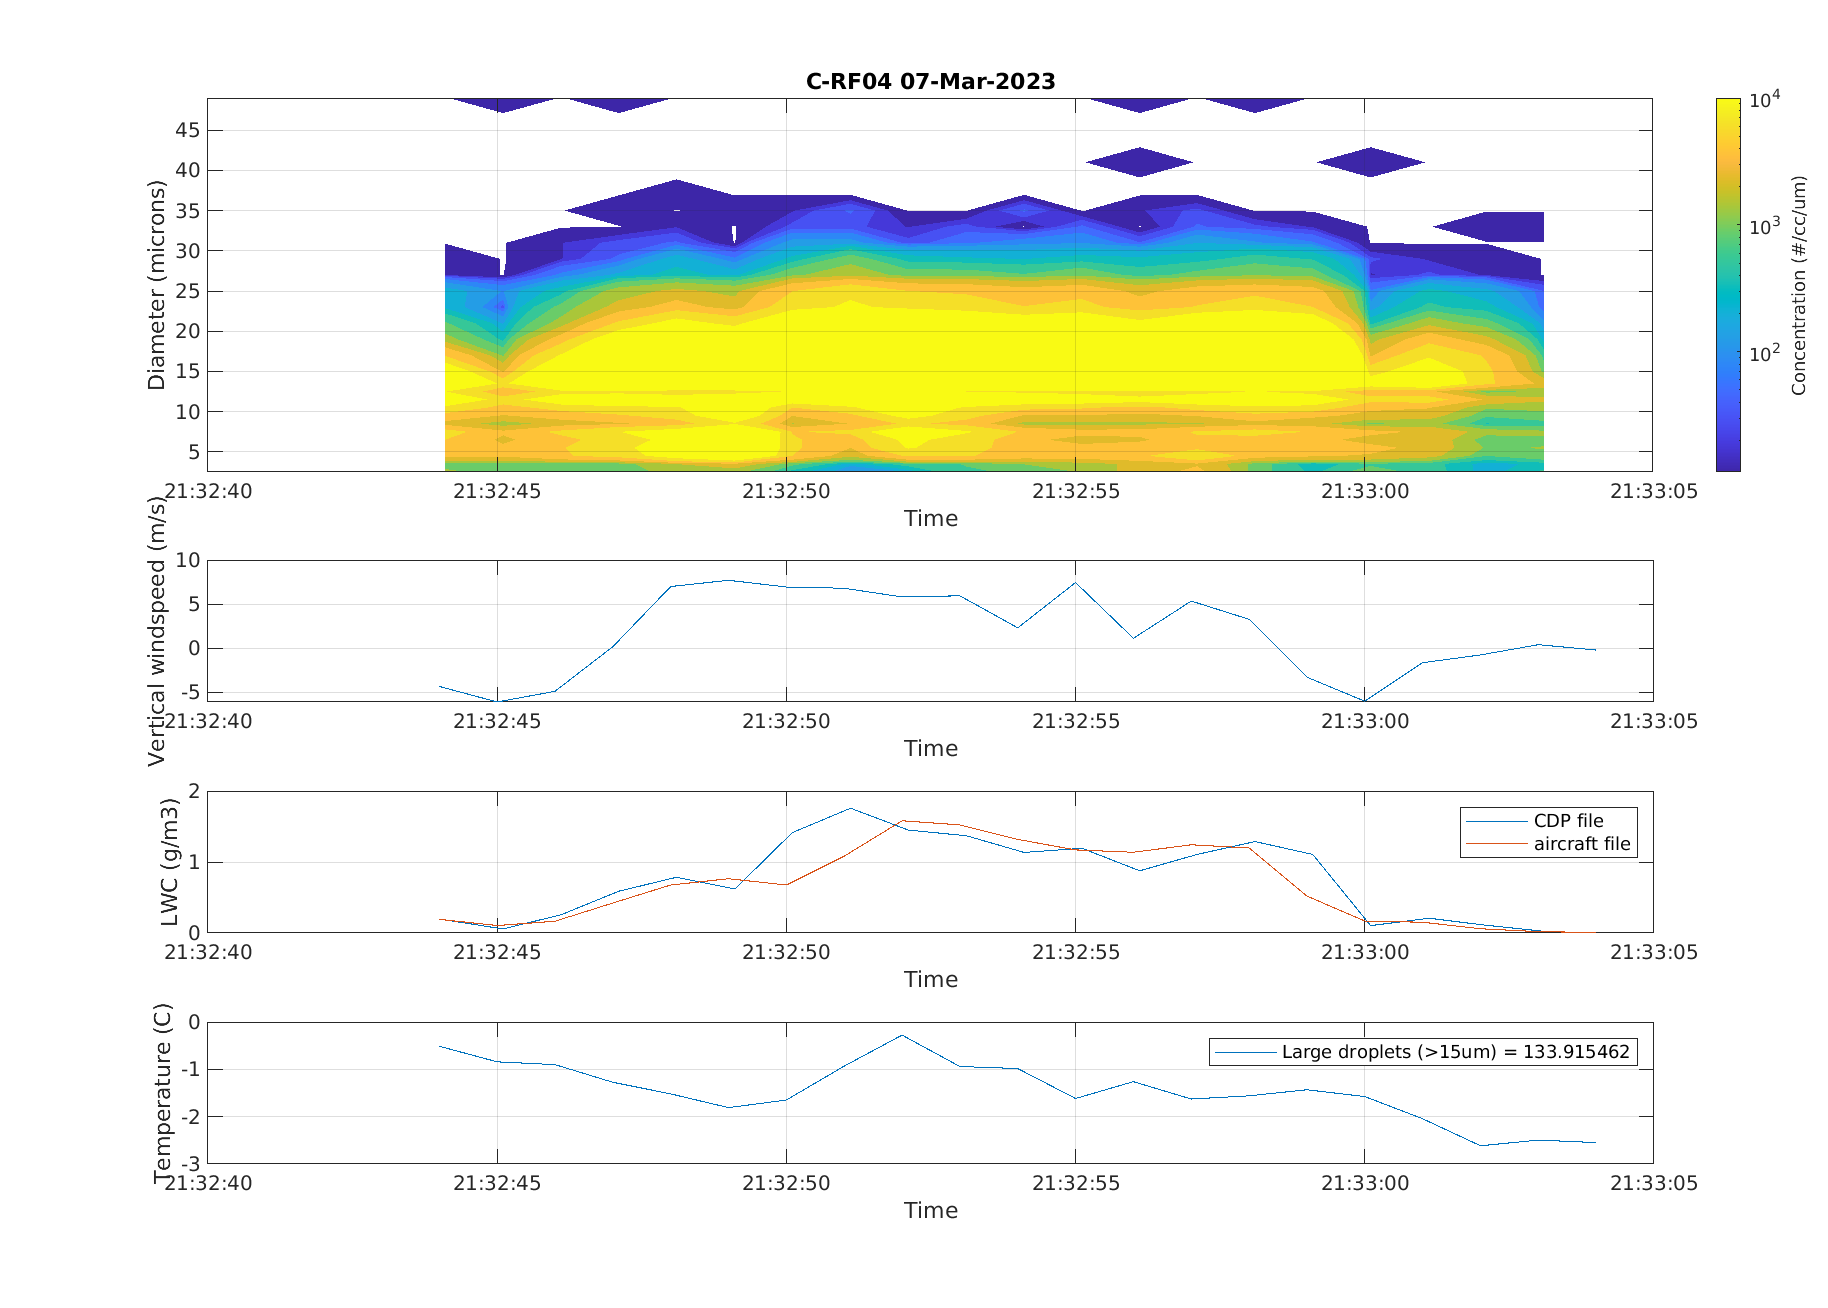 C-RF04 07-Mar-2023
Diameter (microns)
45
40
35
30
25
20
15
10
5
21:32:40 21:32:45 21:32:50 21:32:55 21:33:00 21:33:05
Time
10^4
10^3
10^2
Concentration (#/cc/um)
Vertical windspeed (m/s)
10
5
0
-5
21:32:40 21:32:45 21:32:50 21:32:55 21:33:00 21:33:05
Time
LWC (g/m3)
2
1
0
CDP file
aircraft file
21:32:40 21:32:45 21:32:50 21:32:55 21:33:00 21:33:05
Time
Temperature (C)
0
-1
-2
-3
Large droplets (>15um) = 133.915462
21:32:40 21:32:45 21:32:50 21:32:55 21:33:00 21:33:05
Time